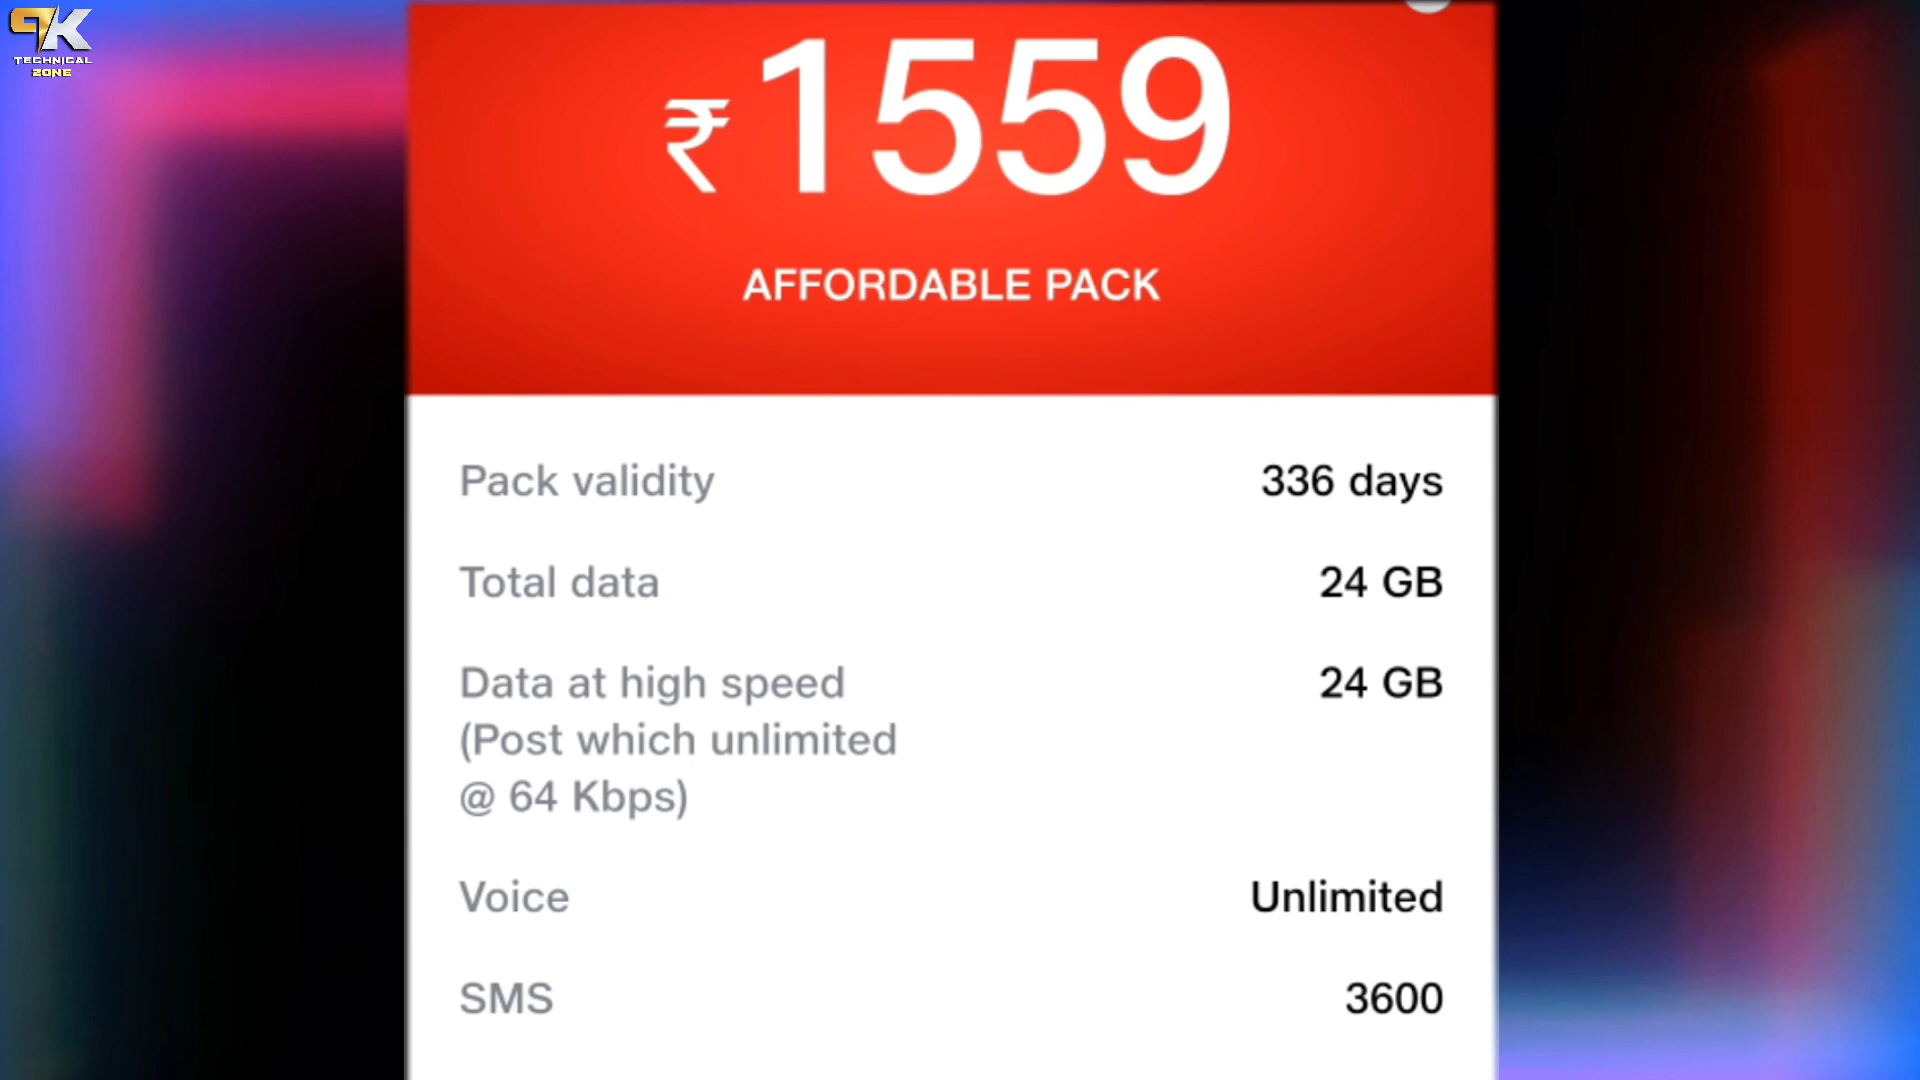 PK
TECHNICAL
ZONE
₹1559
AFFORDABLE PACK
Pack validity 336 days
Total data 24 GB
Data at high speed 24 GB
(Post which unlimited
@ 64 Kbps)
Voice Unlimited
SMS 3600